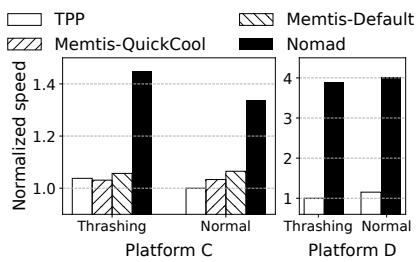 TPP
Memtis-Default
Memtis-QuickCool
Nomad
Normalized speed
1.4
1.2
1.0
4
3
2
1
Thrashing
Normal
Thrashing
Normal
Platform C
Platform D